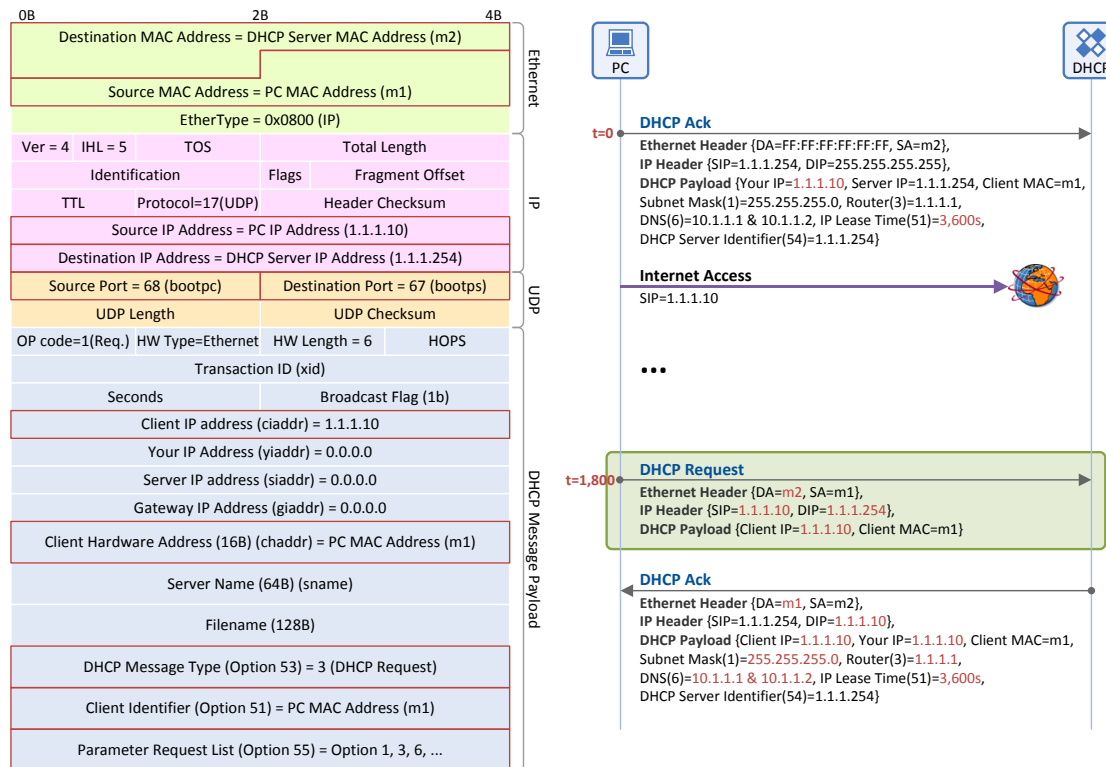 0B 2B 4B
Destination MAC Address = DHCP Server MAC Address (m2)
Source MAC Address = PC MAC Address (m1)
EtherType = 0x0800 (IP)
Ethernet
Ver = 4 IHL = 5 TOS Total Length
Identification Flags Fragment Offset
TTL Protocol=17(UDP) Header Checksum
Source IP Address = PC IP Address (1.1.1.10)
Destination IP Address = DHCP Server IP Address (1.1.1.254)
IP
Source Port = 68 (bootpc) Destination Port = 67 (bootps)
UDP Length UDP Checksum
UDP
OP code=1(Req.) HW Type=Ethernet HW Length = 6 HOPS
Transaction ID (xid)
Seconds Broadcast Flag (1b)
Client IP address (ciaddr) = 1.1.1.10
Your IP Address (yiaddr) = 0.0.0.0
Server IP address (siaddr) = 0.0.0.0
Gateway IP Address (giaddr) = 0.0.0.0
Client Hardware Address (16B) (chaddr) = PC MAC Address (m1)
Server Name (64B) (sname)
Filename (128B)
DHCP Message Type (Option 53) = 3 (DHCP Request)
Client Identifier (Option 51) = PC MAC Address (m1)
Parameter Request List (Option 55) = Option 1, 3, 6, ...
DHCP Message Payload
PC DHCP
t=0
DHCP Ack
Ethernet Header {DA=FF:FF:FF:FF:FF:FF, SA=m2},
IP Header {SIP=1.1.1.254, DIP=255.255.255.255},
DHCP Payload {Your IP=1.1.1.10, Server IP=1.1.1.254, Client MAC=m1,
Subnet Mask(1)=255.255.255.0, Router(3)=1.1.1.1,
DNS(6)=10.1.1.1 & 10.1.1.2, IP Lease Time(51)=3,600s,
DHCP Server Identifier(54)=1.1.1.254}
Internet Access
SIP=1.1.1.10
...
t=1,800
DHCP Request
Ethernet Header {DA=m2, SA=m1},
IP Header {SIP=1.1.1.10, DIP=1.1.1.254},
DHCP Payload {Client IP=1.1.1.10, Client MAC=m1}
DHCP Ack
Ethernet Header {DA=m1, SA=m2},
IP Header {SIP=1.1.1.254, DIP=1.1.1.10},
DHCP Payload {Client IP=1.1.1.10, Your IP=1.1.1.10, Client MAC=m1,
Subnet Mask(1)=255.255.255.0, Router(3)=1.1.1.1,
DNS(6)=10.1.1.1 & 10.1.1.2, IP Lease Time(51)=3,600s,
DHCP Server Identifier(54)=1.1.1.254}